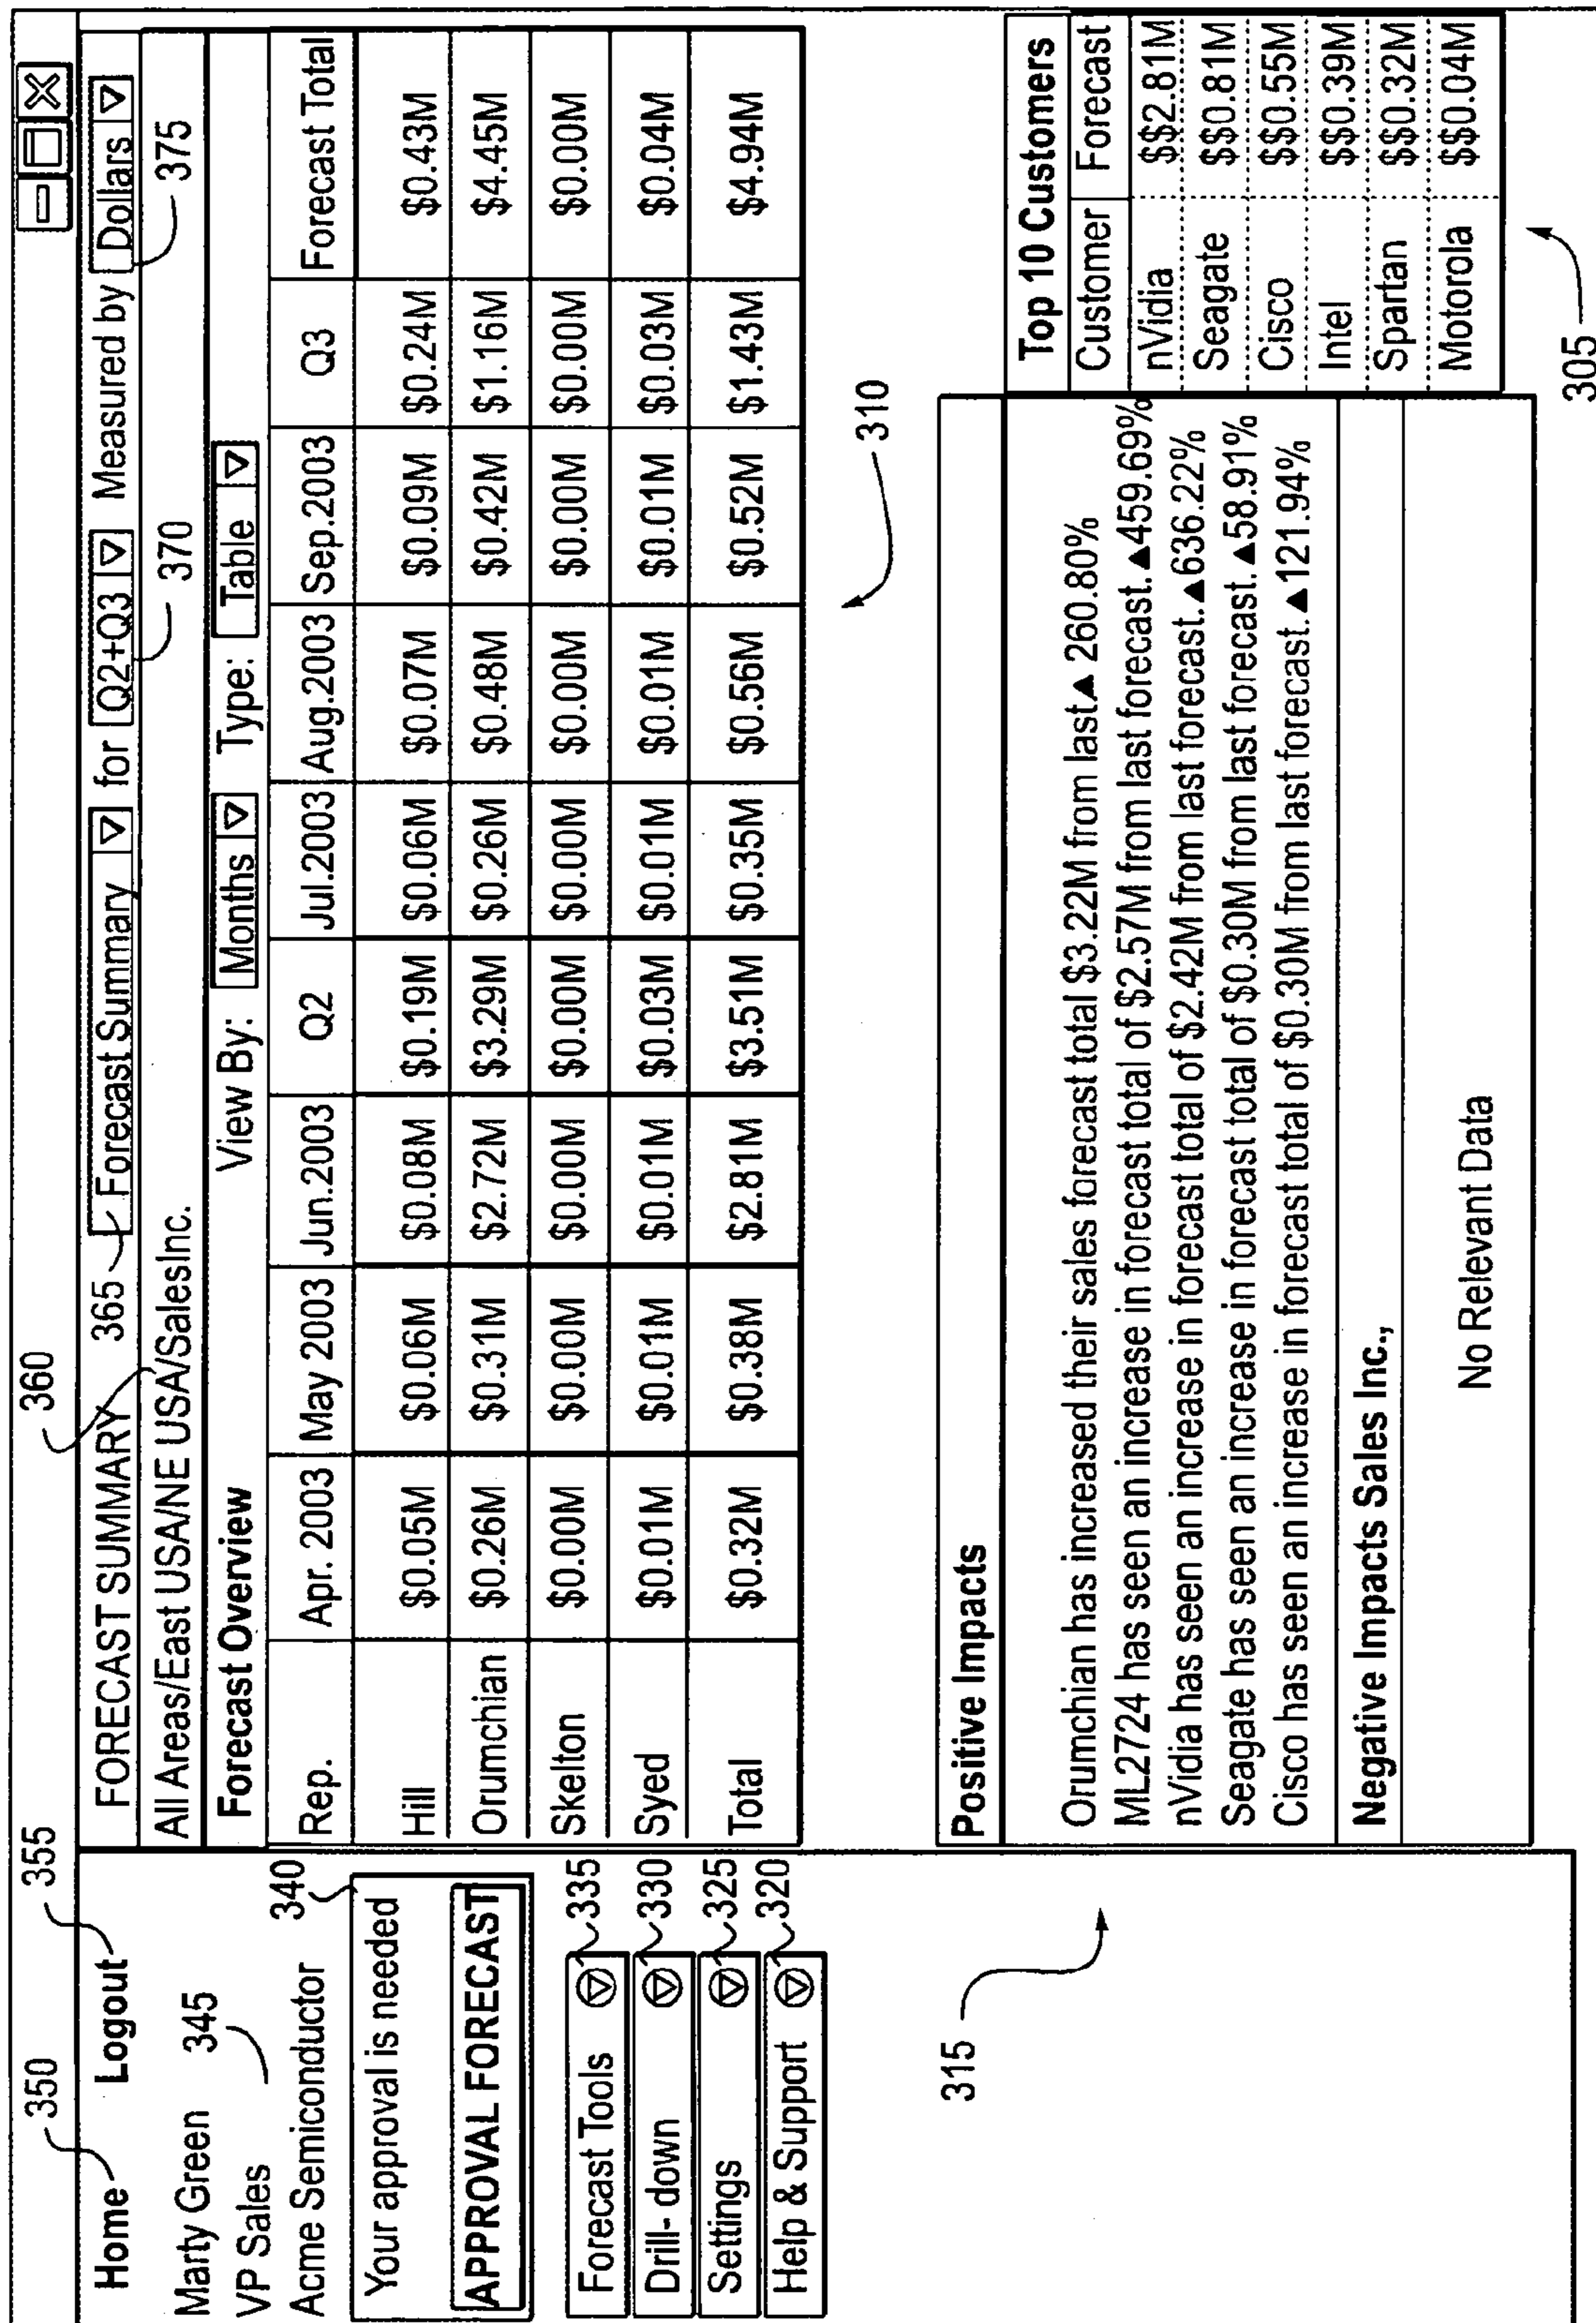 350 355 360
Home Logout
Marty Green 345
VP Sales
Acme Semiconductor
340
Your approval is needed
APPROVAL FORECAST
Forecast Tools 335
Drill- down 330
Settings 325
Help & Support 320
315
FORECAST SUMMARY 365 Forecast Summary for Q2+Q3 Measured by Dollars
All Areas/East USA/NE USA/SalesInc. 370 375
Forecast Overview View By: Months Type: Table
Rep. Apr. 2003 May 2003 Jun.2003 Q2 Jul.2003 Aug.2003 Sep.2003 Q3 Forecast Total
Hill $0.05M $0.06M $0.08M $0.19M $0.06M $0.07M $0.09M $0.24M $0.43M
Orumchian $0.26M $0.31M $2.72M $3.29M $0.26M $0.48M $0.42M $1.16M $4.45M
Skelton $0.00M $0.00M $0.00M $0.00M $0.00M $0.00M $0.00M $0.00M $0.00M
Syed $0.01M $0.01M $0.01M $0.03M $0.01M $0.01M $0.01M $0.03M $0.04M
Total $0.32M $0.38M $2.81M $3.51M $0.35M $0.56M $0.52M $1.43M $4.94M
310
Positive Impacts
Orumchian has increased their sales forecast total $3.22M from last▲ 260.80%
ML2724 has seen an increase in forecast total of $2.57M from last forecast.▲459.69%
nVidia has seen an increase in forecast total of $2.42M from last forecast.▲636.22%
Seagate has seen an increase in forecast total of $0.30M from last forecast.▲58.91%
Cisco has seen an increase in forecast total of $0.30M from last forecast.▲121.94%
Negative Impacts Sales Inc.,
No Relevant Data
Top 10 Customers
Customer Forecast
nVidia $$2.81M
Seagate $$0.81M
Cisco $$0.55M
Intel $$0.39M
Spartan $$0.32M
Motorola $$0.04M
305